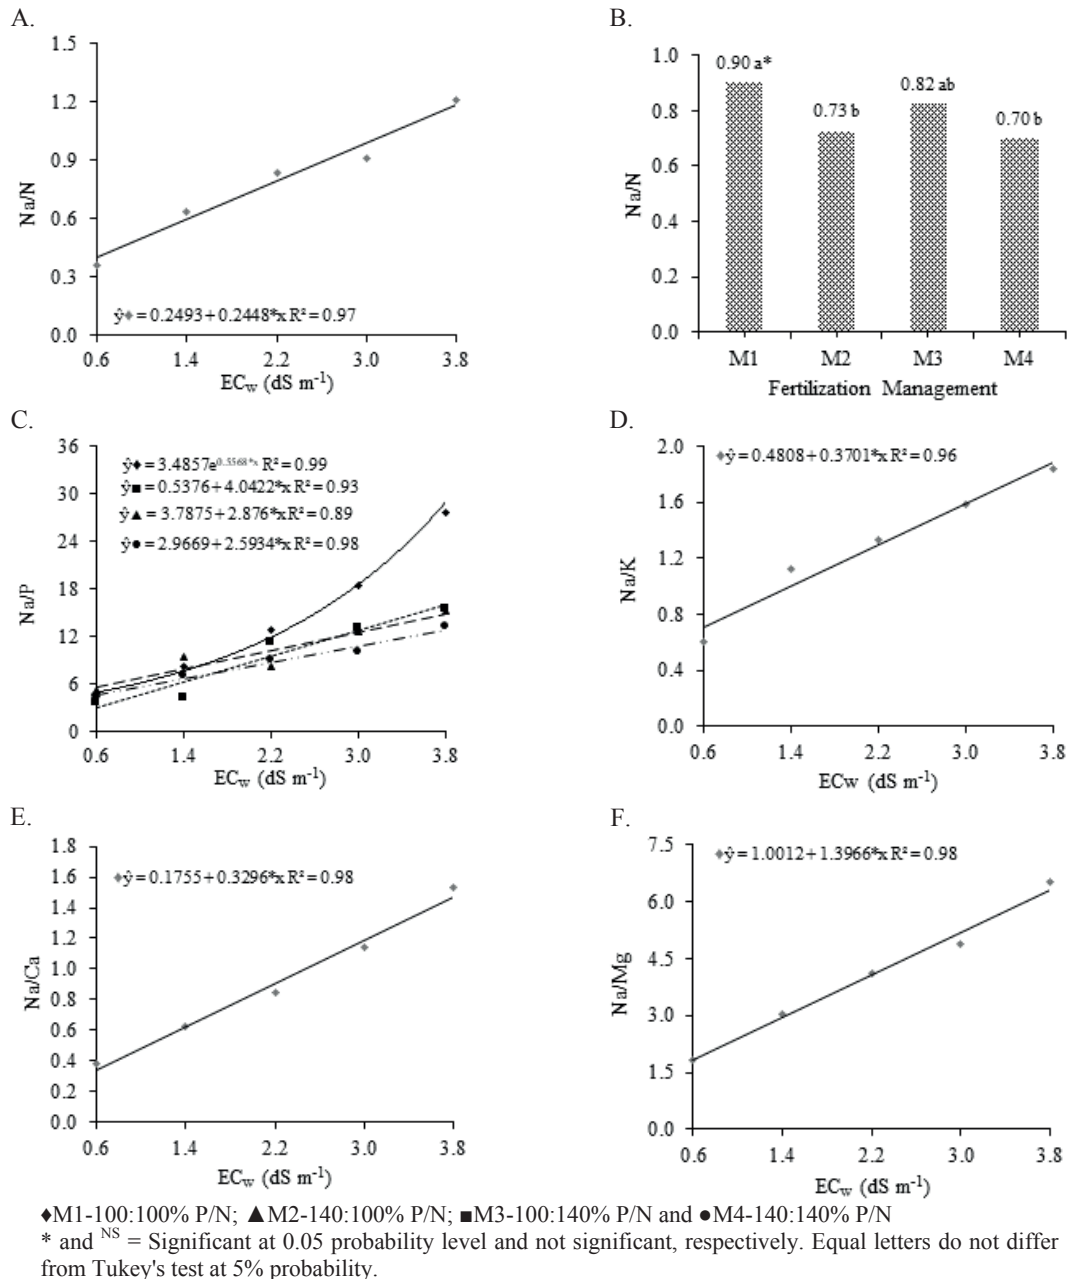 A.
1.5
1.2
0.9
0.6
0.3
0.0
Na/N
ŷ◆ = 0.2493 + 0.2448*x R² = 0.97
0.6 1.4 2.2 3.0 3.8
ECw (dS m-1)
B.
1.0
0.8
0.6
0.4
0.2
0.0
Na/N
0.90 a*
0.73 b
0.82 ab
0.70 b
M1 M2 M3 M4
Fertilization Management
C.
36
30
24
18
12
6
0
Na/P
ŷ◆ = 3.4857e^0.5568*x R² = 0.99
ŷ■ = 0.5376 + 4.0422*x R² = 0.93
ŷ▲ = 3.7875 + 2.876*x R² = 0.89
ŷ● = 2.9669 + 2.5934*x R² = 0.98
0.6 1.4 2.2 3.0 3.8
ECw (dS m-1)
D.
2.0
1.6
1.2
0.8
0.4
0.0
Na/K
◆ŷ = 0.4808 + 0.3701*x R² = 0.96
0.6 1.4 2.2 3.0 3.8
ECw (dS m-1)
E.
1.8
1.6
1.4
1.2
1.0
0.8
0.6
0.4
0.2
0.0
Na/Ca
◆ŷ = 0.1755 + 0.3296*x R² = 0.98
0.6 1.4 2.2 3.0 3.8
ECw (dS m-1)
F.
7.5
6.0
4.5
3.0
1.5
0.0
Na/Mg
◆ŷ = 1.0012 + 1.3966*x R² = 0.98
0.6 1.4 2.2 3.0 3.8
ECw (dS m-1)
◆M1-100:100% P/N; ▲M2-140:100% P/N; ■M3-100:140% P/N and ●M4-140:140% P/N
* and NS = Significant at 0.05 probability level and not significant, respectively. Equal letters do not differ
from Tukey's test at 5% probability.